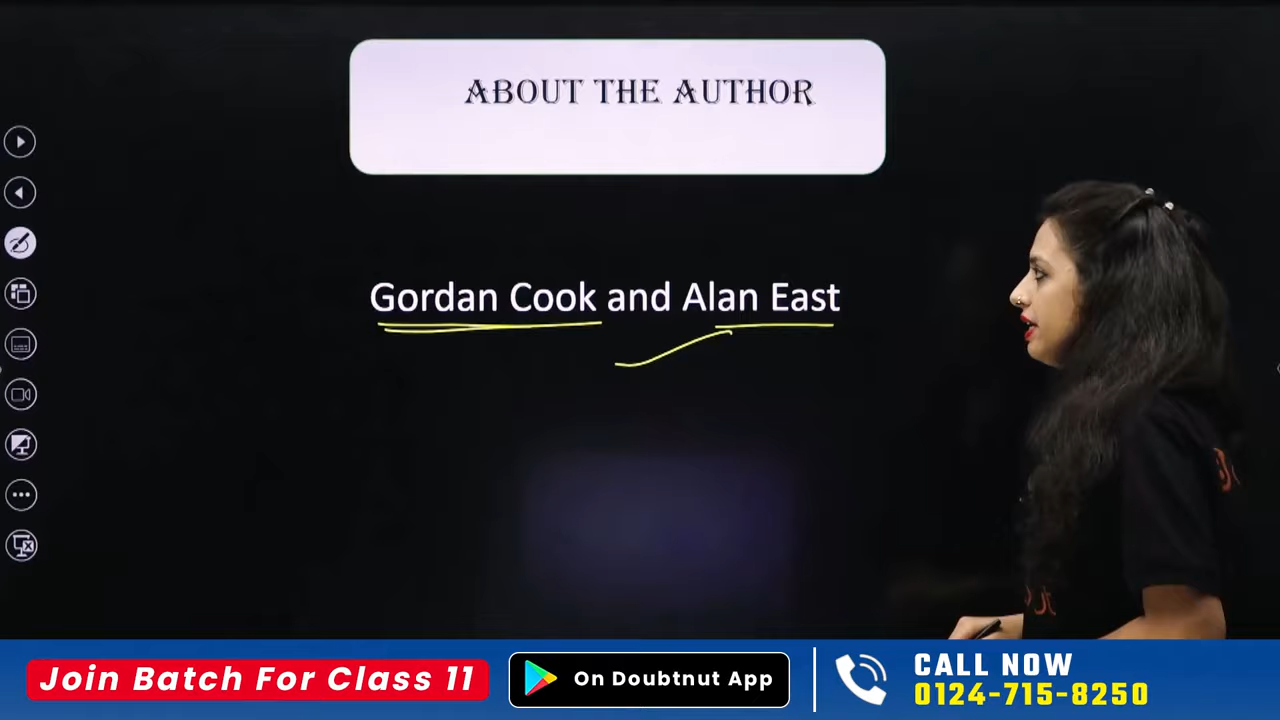 ABOUT THE AUTHOR
Gordan Cook and Alan East
Join Batch For Class 11
On Doubtnut App
CALL NOW
0124-715-8250